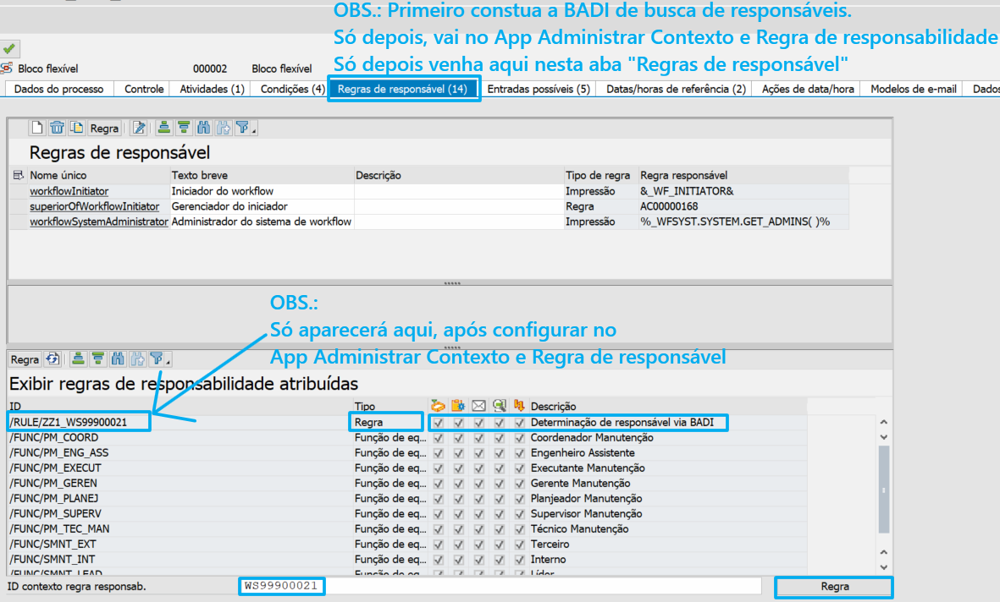 OBS.: Primeiro constua a BADI de busca de responsáveis.
Só depois, vai no App Administrar Contexto e Regra de responsabilidade
Só depois venha aqui nesta aba "Regras de responsável"
Bloco flexível 000002 Bloco flexível
Dados do processo Controle Atividades (1) Condições (4) Regras de responsável (14) Entradas possíveis (5) Datas/horas de referência (2) Ações de data/hora Modelos de e-mail Dados
Regra
Regras de responsável
Nome único Texto breve Descrição Tipo de regra Regra responsável
workflowInitiator Iniciador do workflow Impressão &_WF_INITIATOR&
superiorOfWorkflowInitiator Gerenciador do iniciador Regra AC00000168
workflowSystemAdministrator Administrador do sistema de workflow Impressão %_WFSYST.SYSTEM.GET_ADMINS( )%
OBS.:
Só aparecerá aqui, após configurar no
App Administrar Contexto e Regra de responsável
Regra
Exibir regras de responsabilidade atribuídas
ID Tipo Descrição
/RULE/ZZ1_WS99900021 Regra Determinação de responsável via BADI
/FUNC/PM_COORD Função de eq... Coordenador Manutenção
/FUNC/PM_ENG_ASS Função de eq... Engenheiro Assistente
/FUNC/PM_EXECUT Função de eq... Executante Manutenção
/FUNC/PM_GEREN Função de eq... Gerente Manutenção
/FUNC/PM_PLANEJ Função de eq... Planjeador Manutenção
/FUNC/PM_SUPERV Função de eq... Supervisor Manutenção
/FUNC/PM_TEC_MAN Função de eq... Técnico Manutenção
/FUNC/SMNT_EXT Função de eq... Terceiro
/FUNC/SMNT_INT Função de eq... Interno
/FUNC/SMNT_LEAD Função de eq... Líder
ID contexto regra responsab. WS99900021 Regra